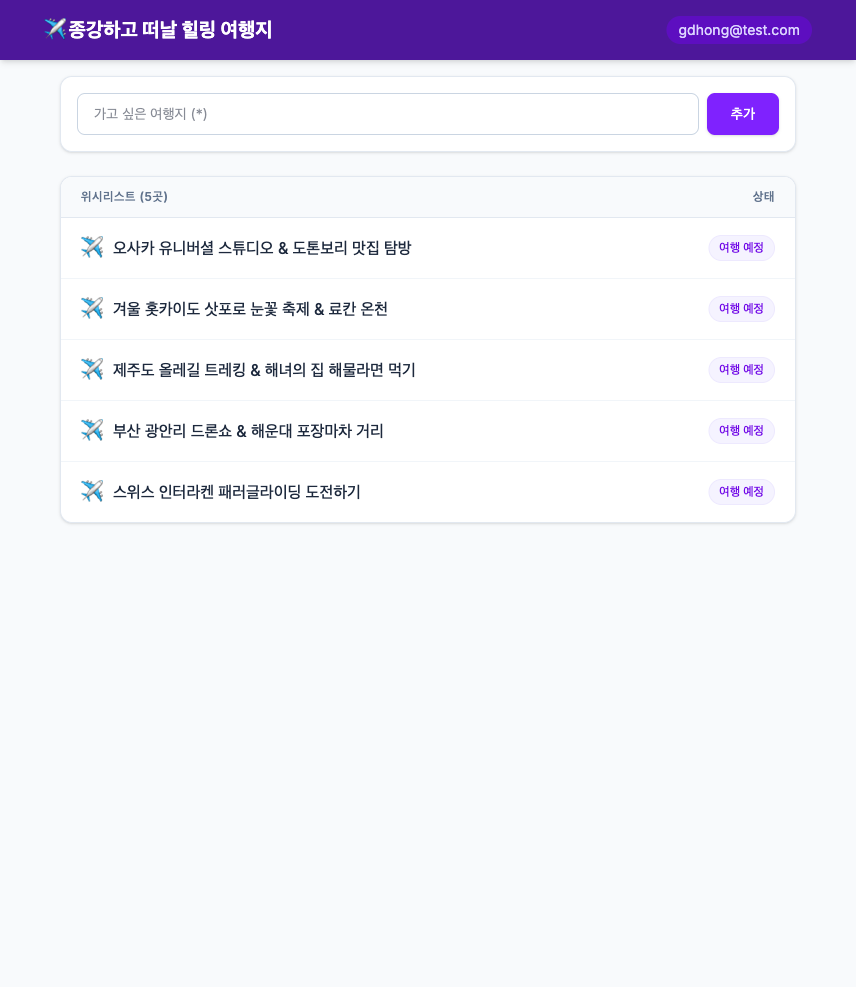 ✈️종강하고 떠날 힐링 여행지
gdhong@test.com
가고 싶은 여행지 (*)
추가
위시리스트 (5곳) 상태
✈️ 오사카 유니버셜 스튜디오 & 도톤보리 맛집 탐방 여행 예정
✈️ 겨울 홋카이도 삿포로 눈꽃 축제 & 료칸 온천 여행 예정
✈️ 제주도 올레길 트레킹 & 해녀의 집 해물라면 먹기 여행 예정
✈️ 부산 광안리 드론쇼 & 해운대 포장마차 거리 여행 예정
✈️ 스위스 인터라켄 패러글라이딩 도전하기 여행 예정